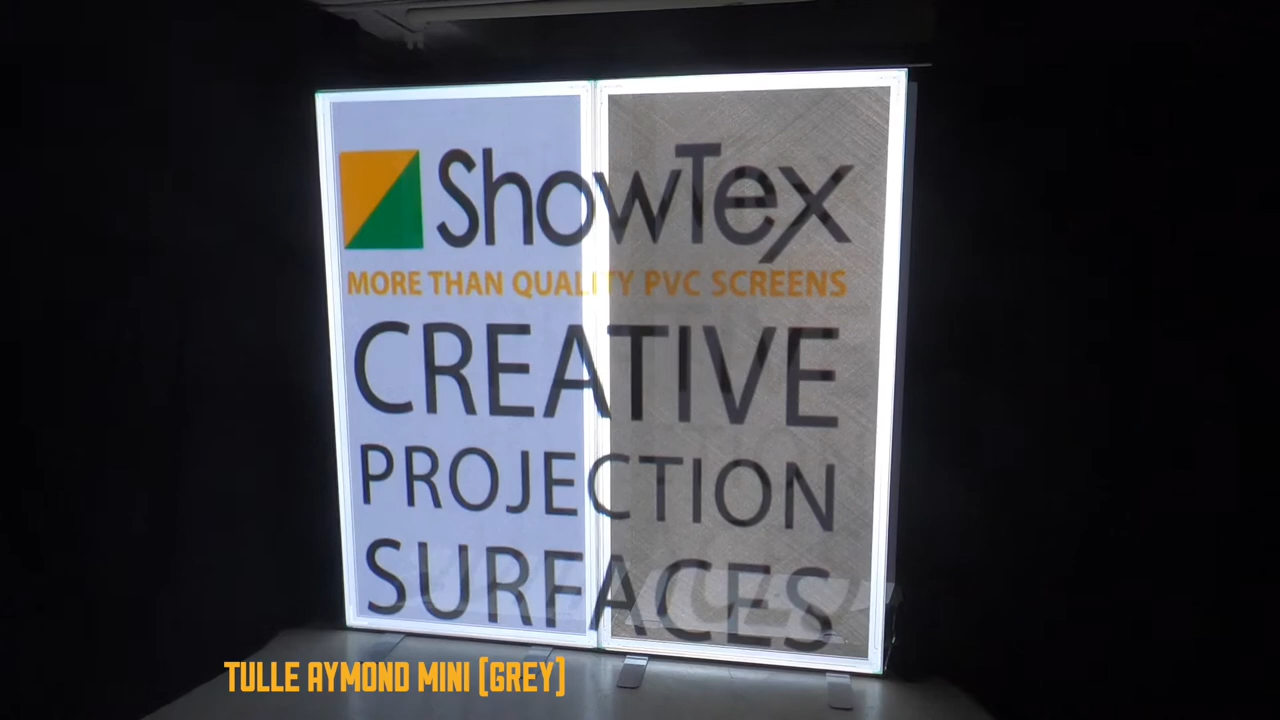 ShowTex
MORE THAN QUALITY PVC SCREENS
CREATIVE
PROJECTION
SURFACES
TULLE AYMOND MINI (GREY)